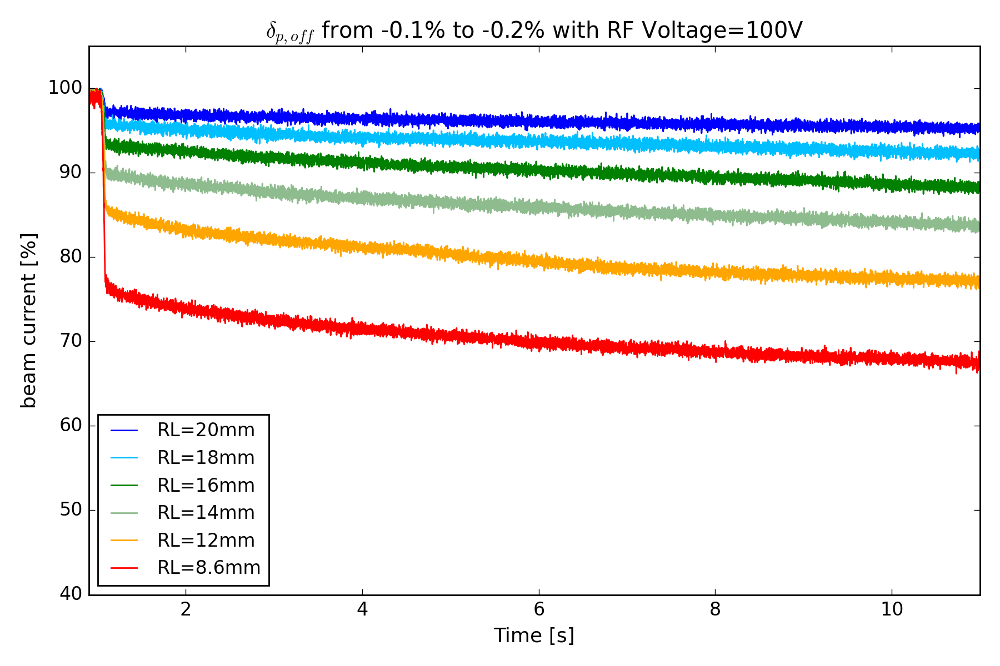 δp,off from -0.1% to -0.2% with RF Voltage=100V
100
90
80
70
60
50
40
beam current [%]
RL=20mm
RL=18mm
RL=16mm
RL=14mm
RL=12mm
RL=8.6mm
2 4 6 8 10
Time [s]